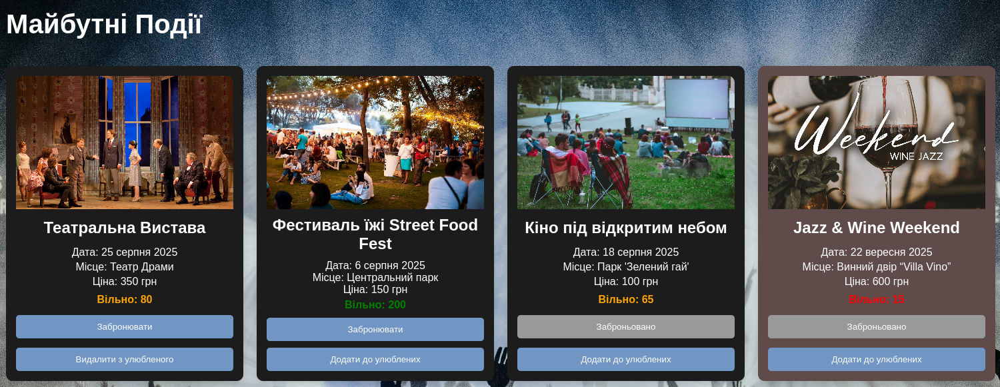 Майбутні Події
Театральна Вистава
Дата: 25 серпня 2025
Місце: Театр Драми
Ціна: 350 грн
Вільно: 80
Забронювати
Видалити з улюбленого
Фестиваль їжі Street Food
Fest
Дата: 6 серпня 2025
Місце: Центральний парк
Ціна: 150 грн
Вільно: 200
Забронювати
Додати до улюблених
Кіно під відкритим небом
Дата: 18 серпня 2025
Місце: Парк 'Зелений гай'
Ціна: 100 грн
Вільно: 65
Заброньовано
Додати до улюблених
Weekend
WINE JAZZ
Jazz & Wine Weekend
Дата: 22 вересня 2025
Місце: Винний двір “Villa Vino”
Ціна: 600 грн
Вільно: 15
Заброньовано
Додати до улюблених